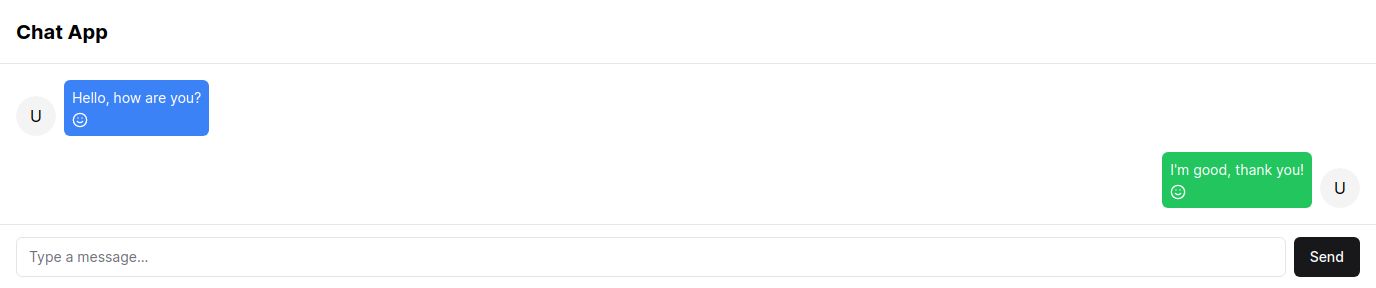 Chat App
Hello, how are you?
U
I'm good, thank you!
U
Type a message...
Send